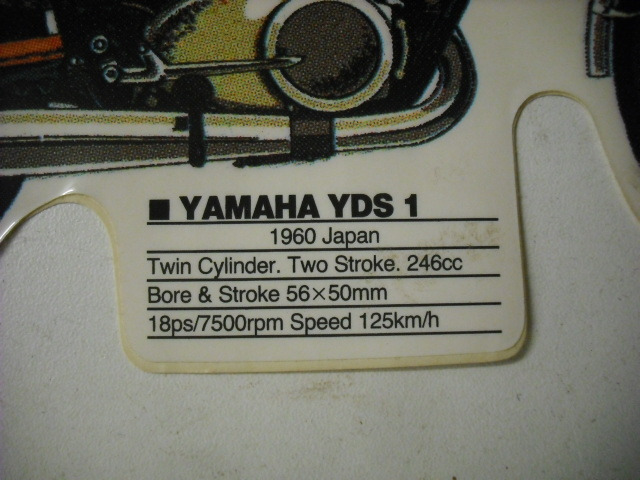 ■ YAMAHA YDS 1
1960 Japan
Twin Cylinder. Two Stroke. 246cc
Bore & Stroke 56×50mm
18ps/7500rpm Speed 125km/h